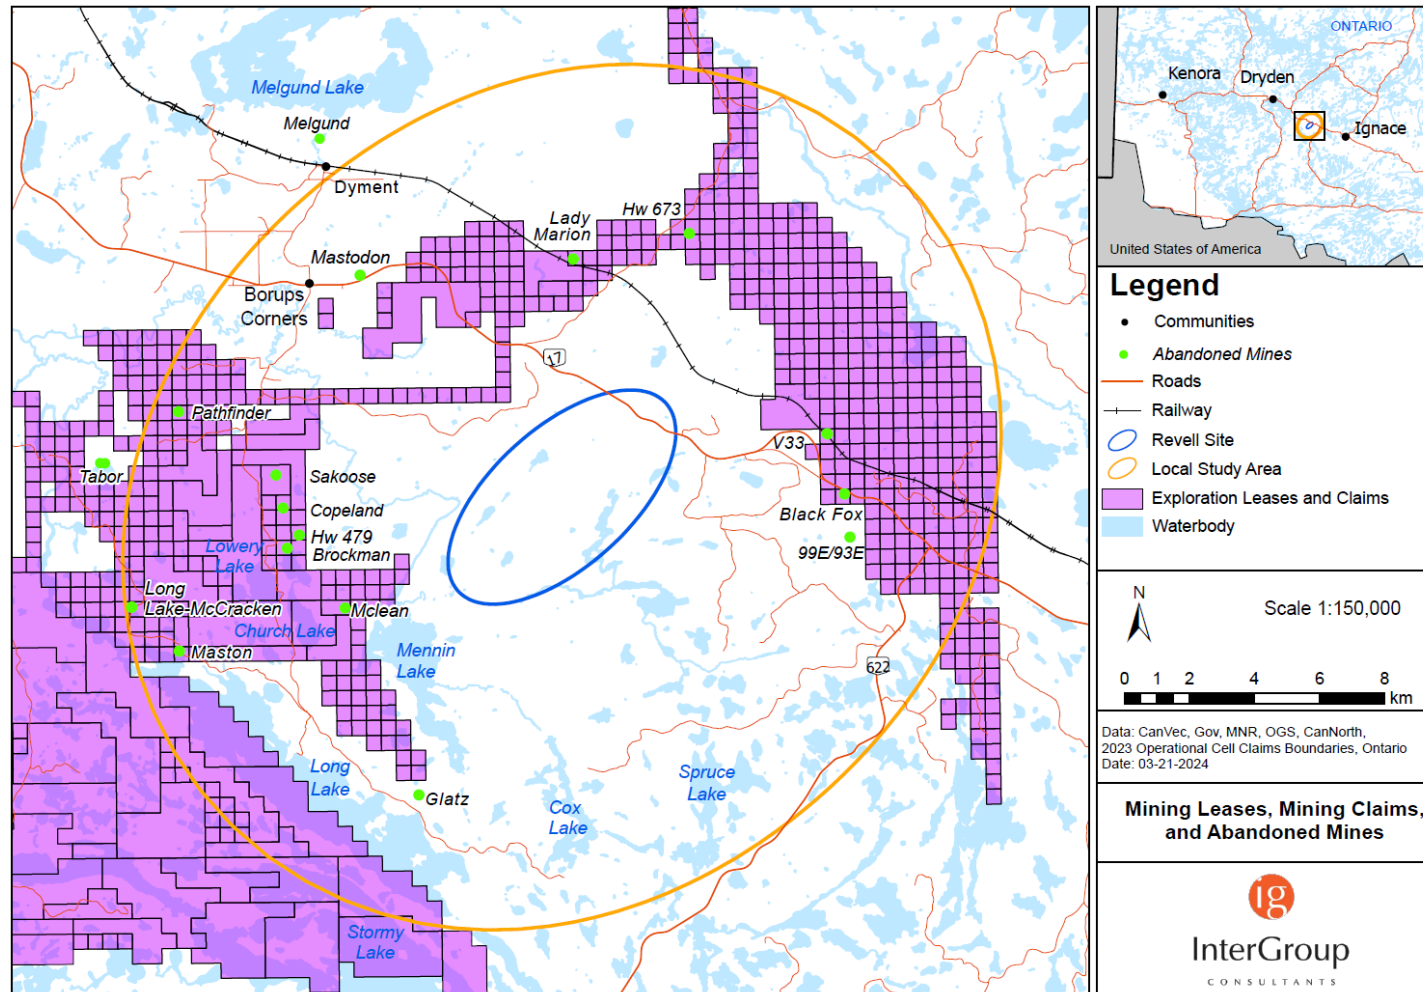 Melgund Lake
Melgund
Dyment
Hw 673
Lady
Marion
Mastodon
Borups
Corners
17
Pathfinder
V33
Tabor
Sakoose
Copeland
Black Fox
Hw 479
Lowery
Lake
Brockman
99E/93E
Long
Lake-McCracken
Mclean
Church Lake
Maston
Mennin
Lake
622
Long
Lake
Spruce
Lake
Glatz
Cox
Lake
Stormy
Lake
ONTARIO
Kenora
Dryden
Ignace
United States of America
Legend
Communities
Abandoned Mines
Roads
Railway
Revell Site
Local Study Area
Exploration Leases and Claims
Waterbody
N
Scale 1:150,000
0 1 2 4 6 8
km
Data: CanVec, Gov, MNR, OGS, CanNorth,
2023 Operational Cell Claims Boundaries, Ontario
Date: 03-21-2024
Mining Leases, Mining Claims,
and Abandoned Mines
ig
InterGroup
CONSULTANTS